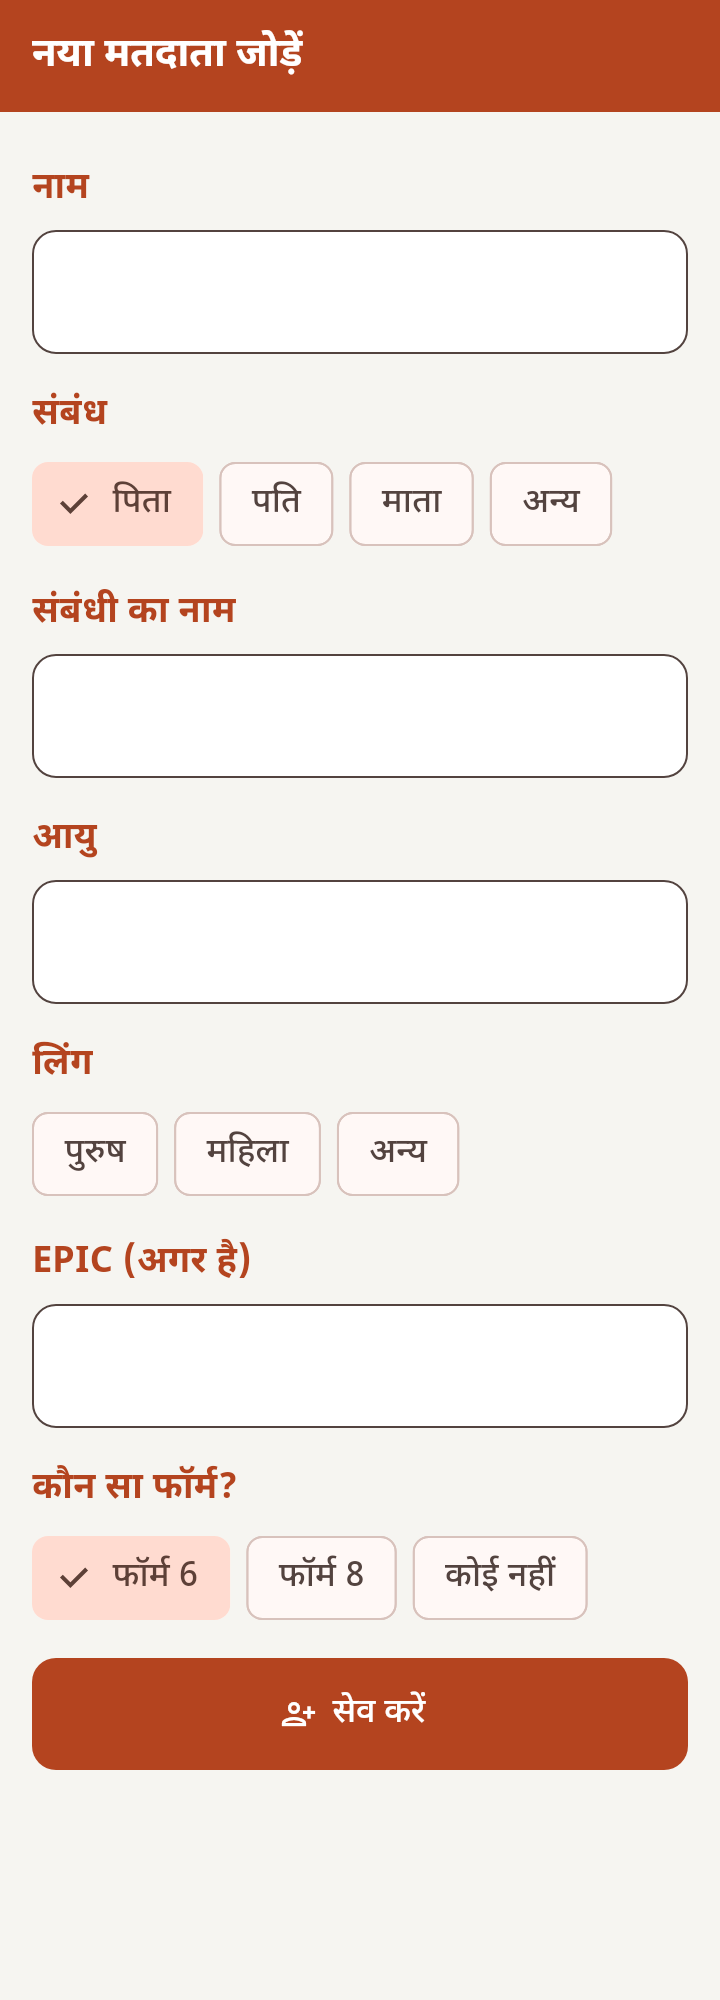 नया मतदाता जोड़ें
नाम
संबंध
पिता पति माता अन्य
संबंधी का नाम
आयु
लिंग
पुरुष महिला अन्य
EPIC (अगर है)
कौन सा फॉर्म?
फॉर्म 6 फॉर्म 8 कोई नहीं
सेव करें